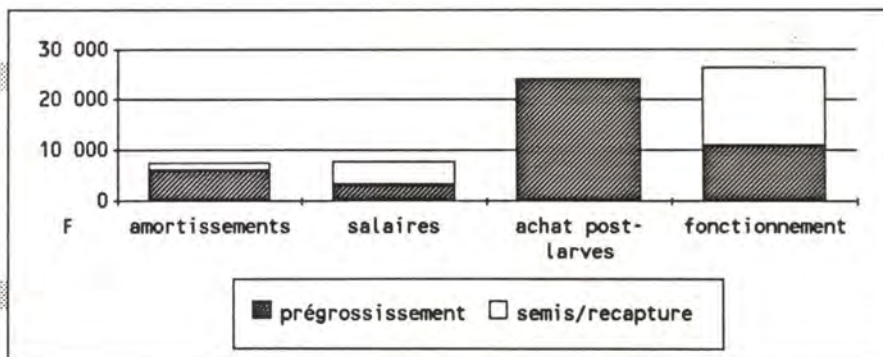 30 000
20 000
10 000
0
F amortissements salaires achat post- fonctionnement
larves
prégrossissement semis/recapture